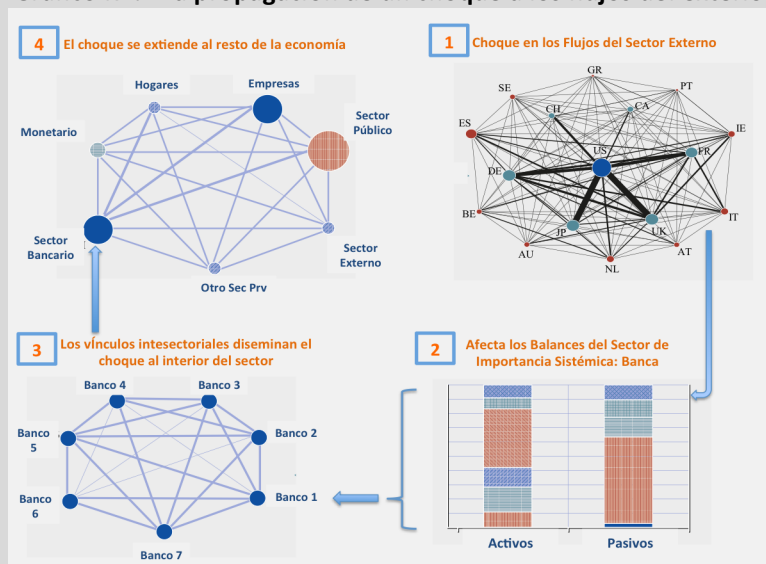 4
El choque se extiende al resto de la economía
Hogares
Empresas
Sector
Público
Monetario
Sector
Bancario
Otro Sec Prv
Sector
Externo
1
Choque en los Flujos del Sector Externo
GR
SE
PT
CH
CA
ES
IE
US
FR
DE
BE
IT
JP
UK
AU
AT
NL
3
Los vínculos intesectoriales diseminan el
choque al interior del sector
Banco 4
Banco 3
Banco
5
Banco 2
Banco
6
Banco 1
Banco 7
2
Afecta los Balances del Sector de
Importancia Sistémica: Banca
Activos
Pasivos